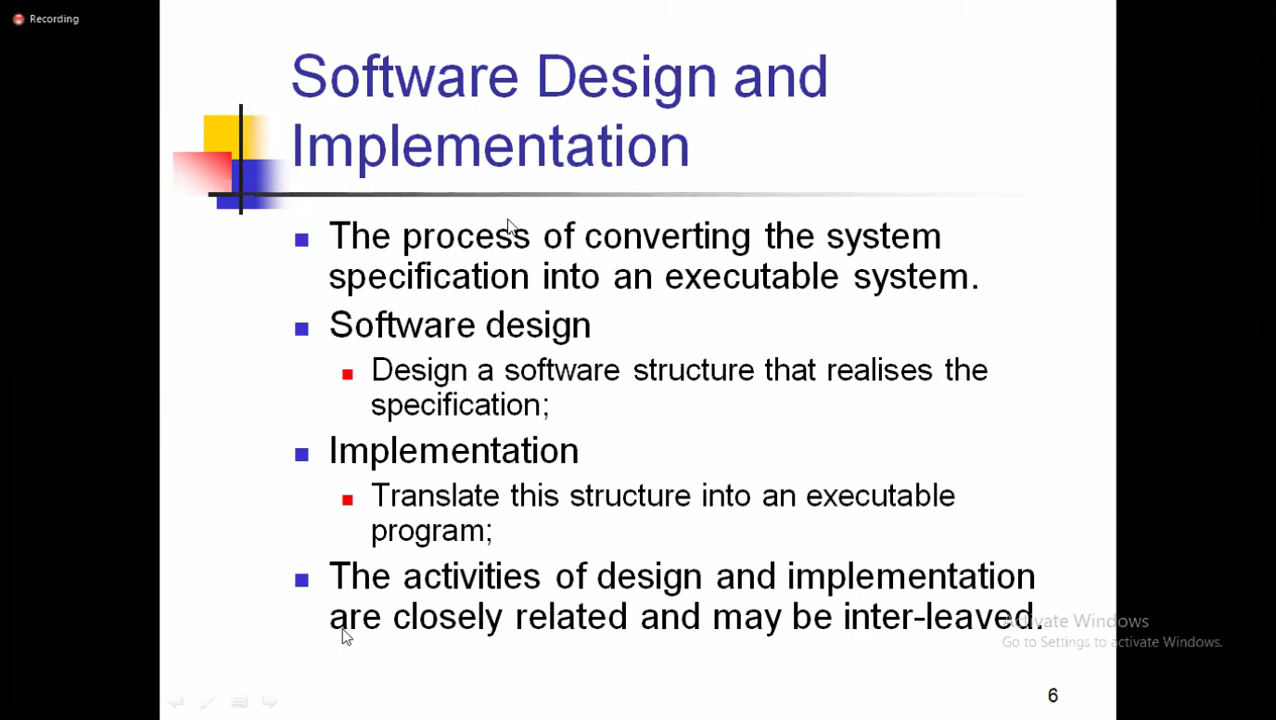 Recording
Software Design and
Implementation
The process of converting the system
specification into an executable system.
Software design
Design a software structure that realises the
specification;
Implementation
Translate this structure into an executable
program;
The activities of design and implementation
are closely related and may be inter-leaved.
Activate Windows
Go to Settings to activate Windows.
6